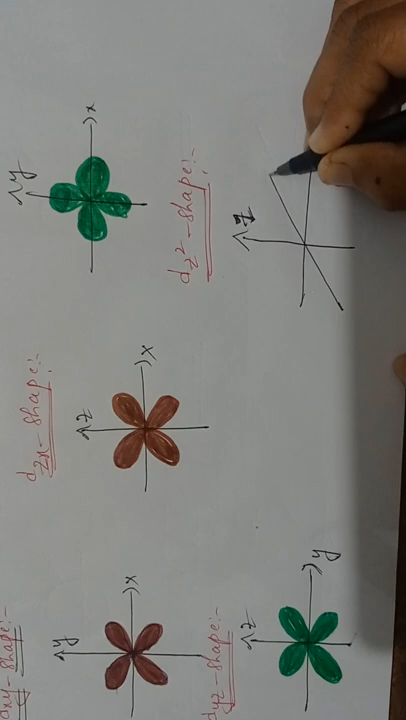 dxy-shape:-
y
x
dzx-shape:-
z
x
y
x
dyz-shape:-
z
y
dz²-shape:-
z